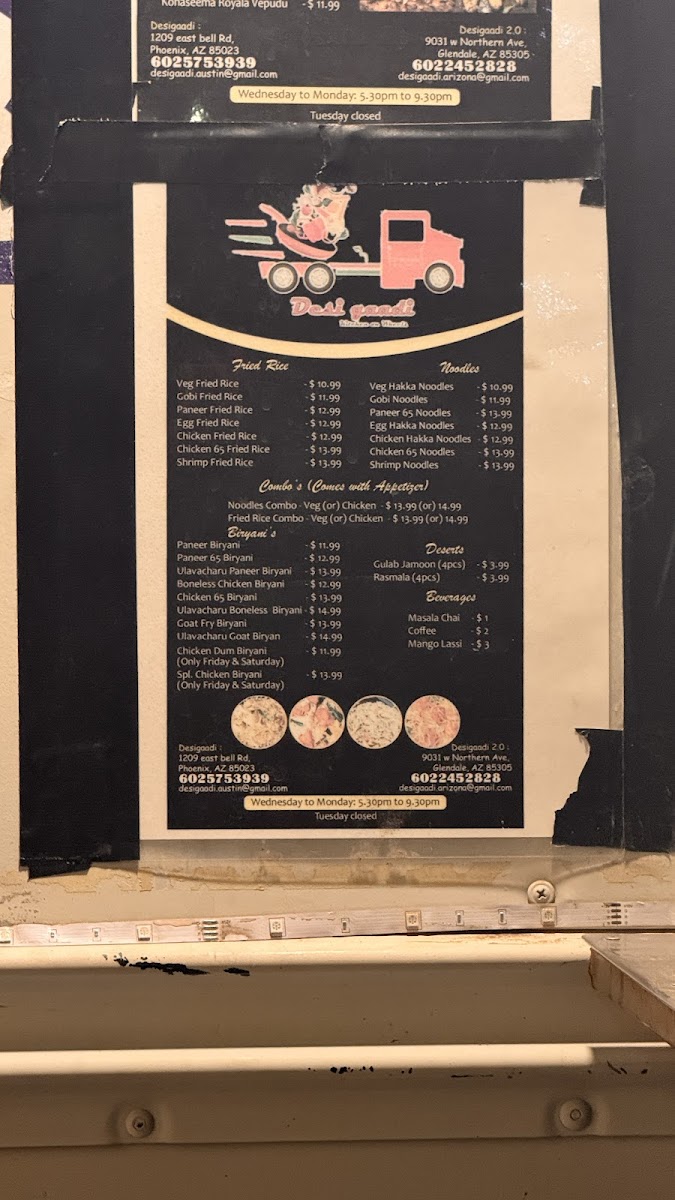 Konaseema Royala Vepudu - $ 11.99
Desigaadi :
1209 east bell Rd,
Phoenix, AZ 85023
6025753939
desigaadi.austin@gmail.com
Desigaadi 2.0 :
9031 w Northern Ave,
Glendale, AZ 85305
6022452828
desigaadi.arizona@gmail.com
Wednesday to Monday: 5.30pm to 9.30pm
Tuesday closed
Desi gaadi
Kitchen on Wheels
Fried Rice
Veg Fried Rice - $ 10.99
Gobi Fried Rice - $ 11.99
Paneer Fried Rice - $ 12.99
Egg Fried Rice - $ 12.99
Chicken Fried Rice - $ 12.99
Chicken 65 Fried Rice - $ 13.99
Shrimp Fried Rice - $ 13.99
Noodles
Veg Hakka Noodles - $ 10.99
Gobi Noodles - $ 11.99
Paneer 65 Noodles - $ 13.99
Egg Hakka Noodles - $ 12.99
Chicken Hakka Noodles - $ 12.99
Chicken 65 Noodles - $ 13.99
Shrimp Noodles - $ 13.99
Combo's (Comes with Appetizer)
Noodles Combo - Veg (or) Chicken - $ 13.99 (or) 14.99
Fried Rice Combo - Veg (or) Chicken - $ 13.99 (or) 14.99
Biryani's
Paneer Biryani - $ 11.99
Paneer 65 Biryani - $ 12.99
Ulavacharu Paneer Biryani - $ 13.99
Boneless Chicken Biryani - $ 12.99
Chicken 65 Biryani - $ 13.99
Ulavacharu Boneless Biryani - $ 14.99
Goat Fry Biryani - $ 13.99
Ulavacharu Goat Biryan - $ 14.99
Chicken Dum Biryani - $ 11.99
(Only Friday & Saturday)
Spl. Chicken Biryani - $ 13.99
(Only Friday & Saturday)
Deserts
Gulab Jamoon (4pcs) - $ 3.99
Rasmala (4pcs) - $ 3.99
Beverages
Masala Chai - $ 1
Coffee - $ 2
Mango Lassi - $ 3
Desigaadi :
1209 east bell Rd,
Phoenix, AZ 85023
6025753939
desigaadi.austin@gmail.com
Desigaadi 2.0 :
9031 w Northern Ave,
Glendale, AZ 85305
6022452828
desigaadi.arizona@gmail.com
Wednesday to Monday: 5.30pm to 9.30pm
Tuesday closed